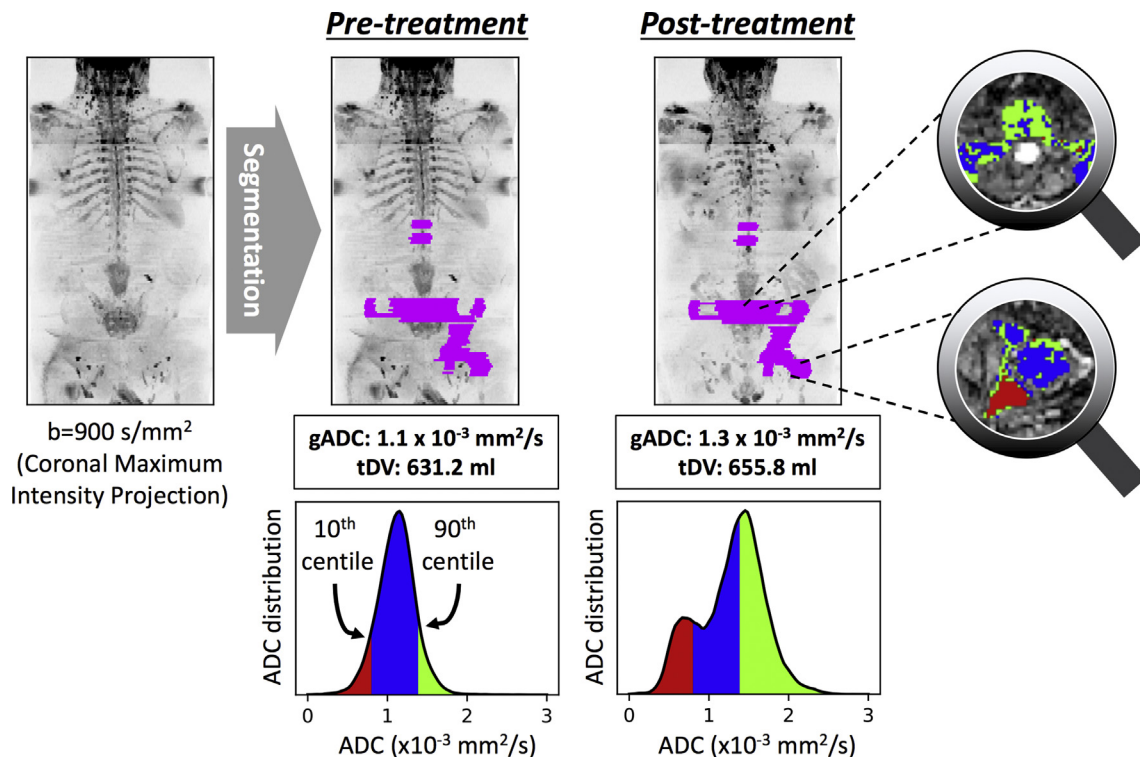 Pre-treatment
Post-treatment
Segmentation
b=900 s/mm²
(Coronal Maximum
Intensity Projection)
gADC: 1.1 x 10⁻³ mm²/s
tDV: 631.2 ml
gADC: 1.3 x 10⁻³ mm²/s
tDV: 655.8 ml
ADC distribution
10th
centile
90th
centile
0 1 2 3
ADC (x10⁻³ mm²/s)
ADC distribution
0 1 2 3
ADC (x10⁻³ mm²/s)